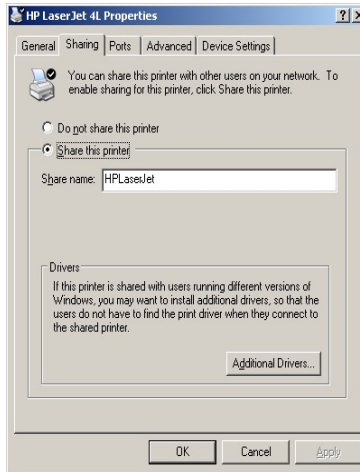 HP LaserJet 4L Properties
General Sharing Ports Advanced Device Settings
You can share this printer with other users on your network. To
enable sharing for this printer, click Share this printer.
Do not share this printer
Share this printer
Share name: HPLaserJet
Drivers
If this printer is shared with users running different versions of
Windows, you may want to install additional drivers, so that the
users do not have to find the print driver when they connect to
the shared printer.
Additional Drivers...
OK Cancel Apply